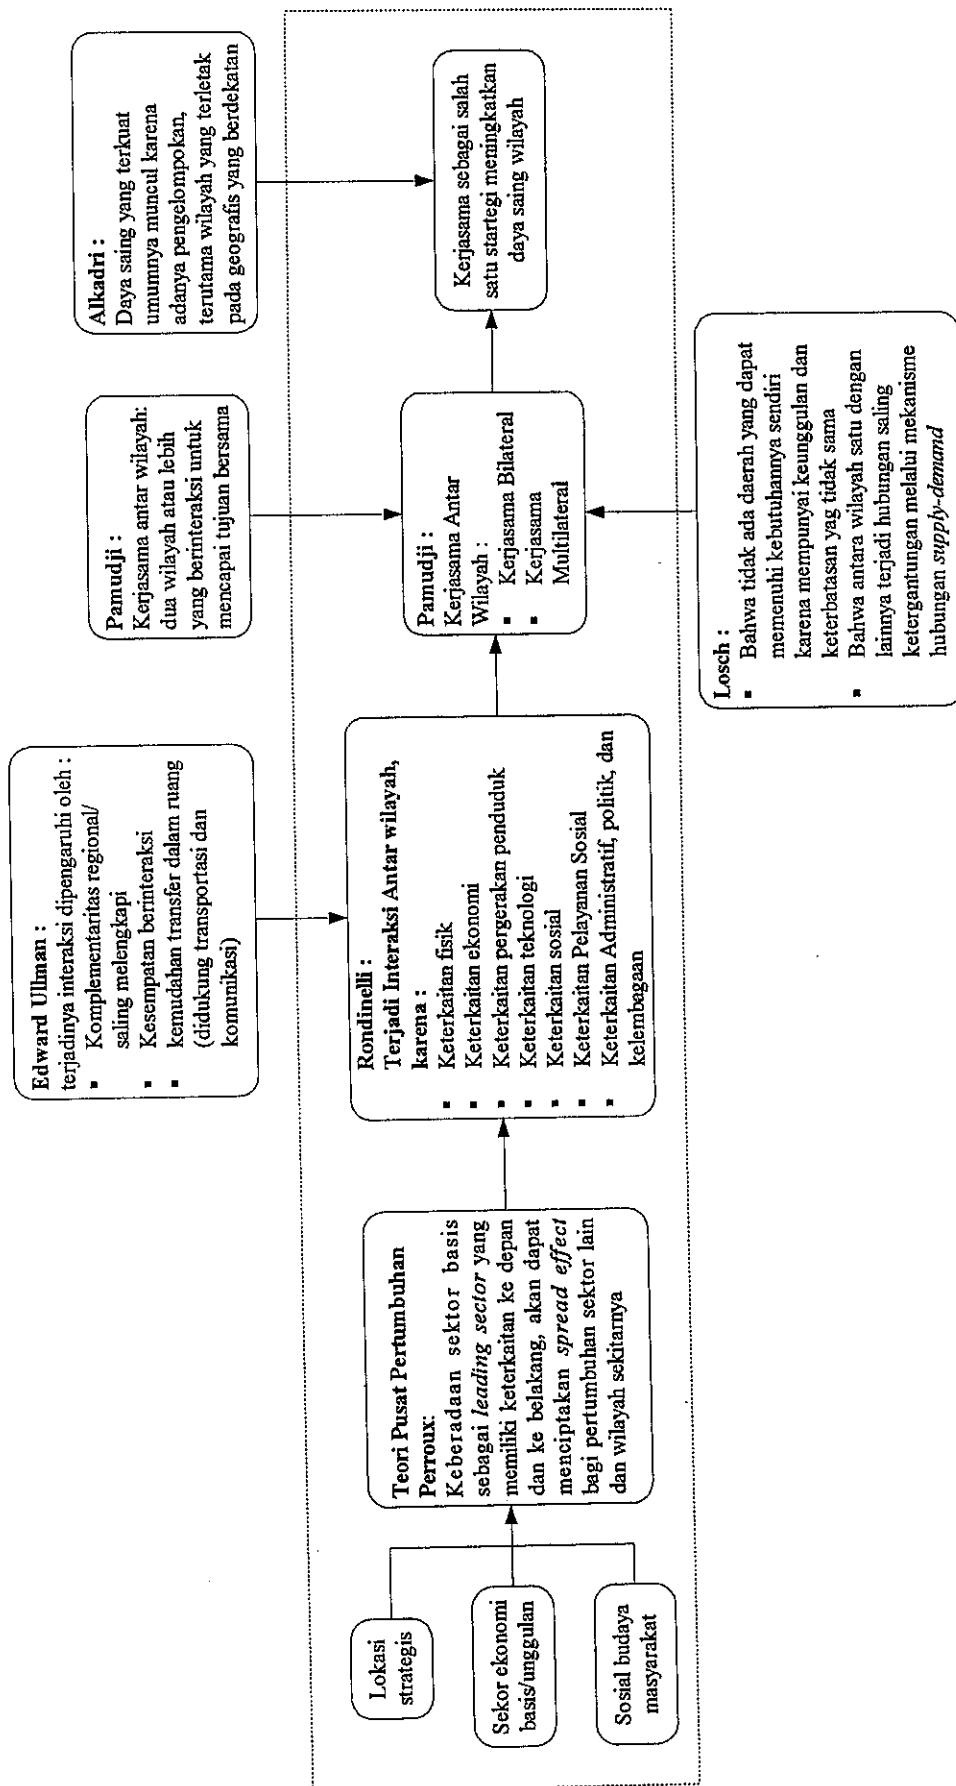 Edward Ullman :
terjadinya interaksi dipengaruhi oleh :
▪ Komplementaritas regional/
saling melengkapi
▪ Kesempatan berinteraksi
▪ kemudahan transfer dalam ruang
(didukung transportasi dan
komunikasi)
Pamudji :
Kerjasama antar wilayah:
dua wilayah atau lebih
yang berinteraksi untuk
mencapai tujuan bersama
Alkadri :
Daya saing yang terkuat
umumnya muncul karena
adanya pengelompokan,
terutama wilayah yang terletak
pada geografis yang berdekatan
Lokasi
strategis
Sekor ekonomi
basis/unggulan
Sosial budaya
masyarakat
Teori Pusat Pertumbuhan
Perroux:
Keberadaan sektor basis
sebagai leading sector yang
memiliki keterkaitan ke depan
dan ke belakang, akan dapat
menciptakan spread effect
bagi pertumbuhan sektor lain
dan wilayah sekitarnya
Rondinelli :
Terjadi Interaksi Antar wilayah,
karena :
▪ Keterkaitan fisik
▪ Keterkaitan ekonomi
▪ Keterkaitan pergerakan penduduk
▪ Keterkaitan teknologi
▪ Keterkaitan sosial
▪ Keterkaitan Pelayanan Sosial
▪ Keterkaitan Administratif, politik, dan
kelembagaan
Pamudji :
Kerjasama Antar
Wilayah :
▪ Kerjasama Bilateral
▪ Kerjasama
Multilateral
Kerjasama sebagai salah
satu startegi meningkatkan
daya saing wilayah
Losch :
▪ Bahwa tidak ada daerah yang dapat
memenuhi kebutuhannya sendiri
karena mempunyai keunggulan dan
keterbatasan yag tidak sama
▪ Bahwa antara wilayah satu dengan
lainnya terjadi hubungan saling
ketergantungan melalui mekanisme
hubungan supply-demand